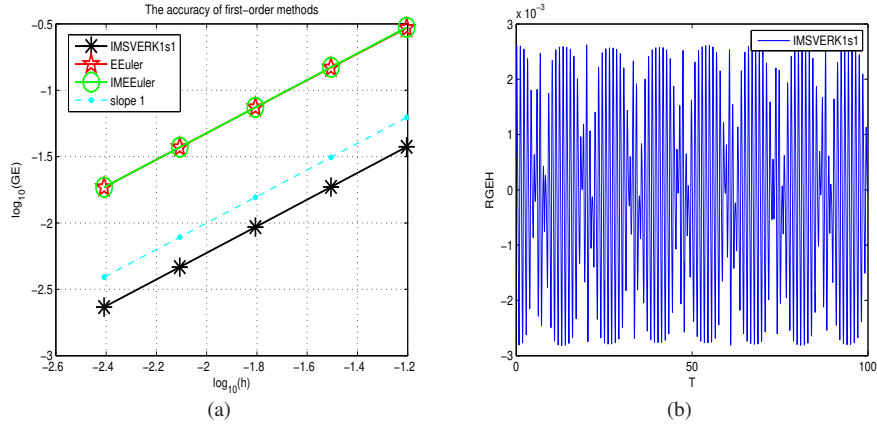 The accuracy of first−order methods
−0.5
−1
−1.5
−2
−2.5
−3
log10(GE)
IMSVERK1s1
EEuler
IMEEuler
slope 1
−2.6
−2.4
−2.2
−2
−1.8
−1.6
−1.4
−1.2
log10(h)
(a)
x 10−3
3
2
1
0
−1
−2
−3
RGEH
IMSVERK1s1
0
50
100
T
(b)